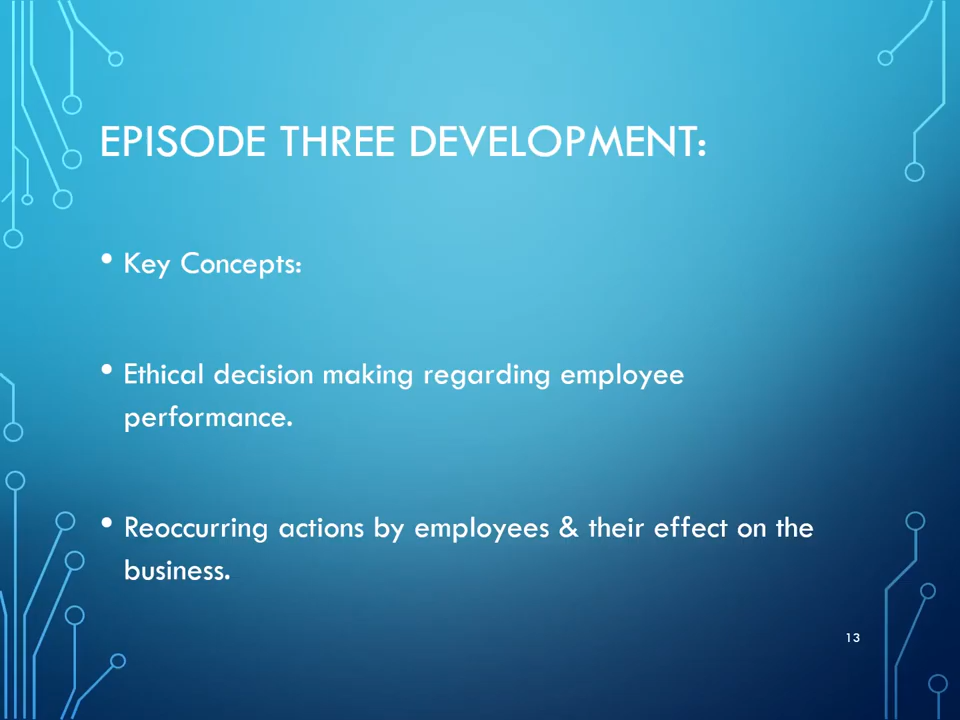 EPISODE THREE DEVELOPMENT:
• Key Concepts:
• Ethical decision making regarding employee
performance.
• Reoccurring actions by employees & their effect on the
business.
13